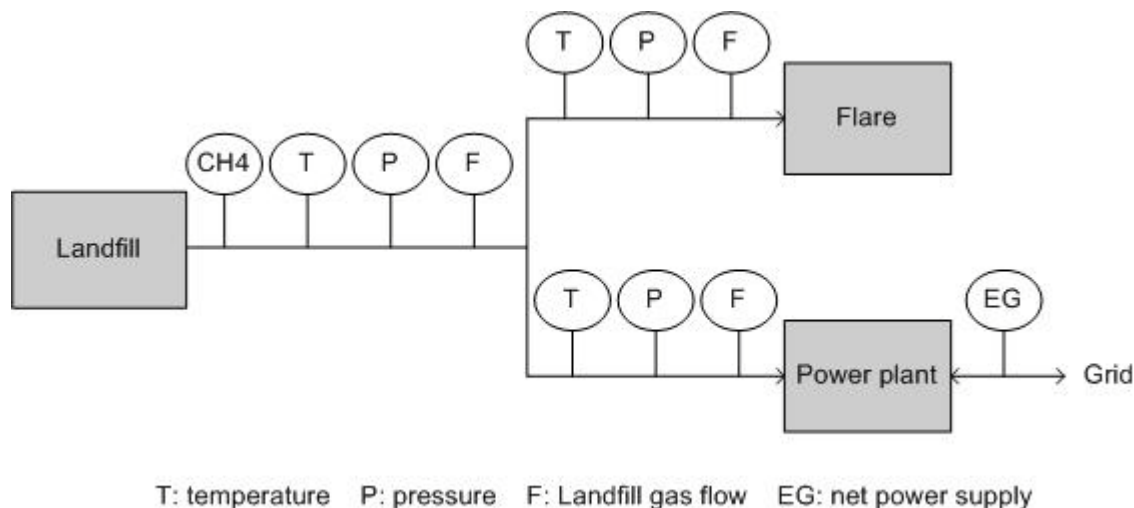 T P F
Flare
CH4 T P F
Landfill
T P F EG
Power plant Grid
T: temperature P: pressure F: Landfill gas flow EG: net power supply